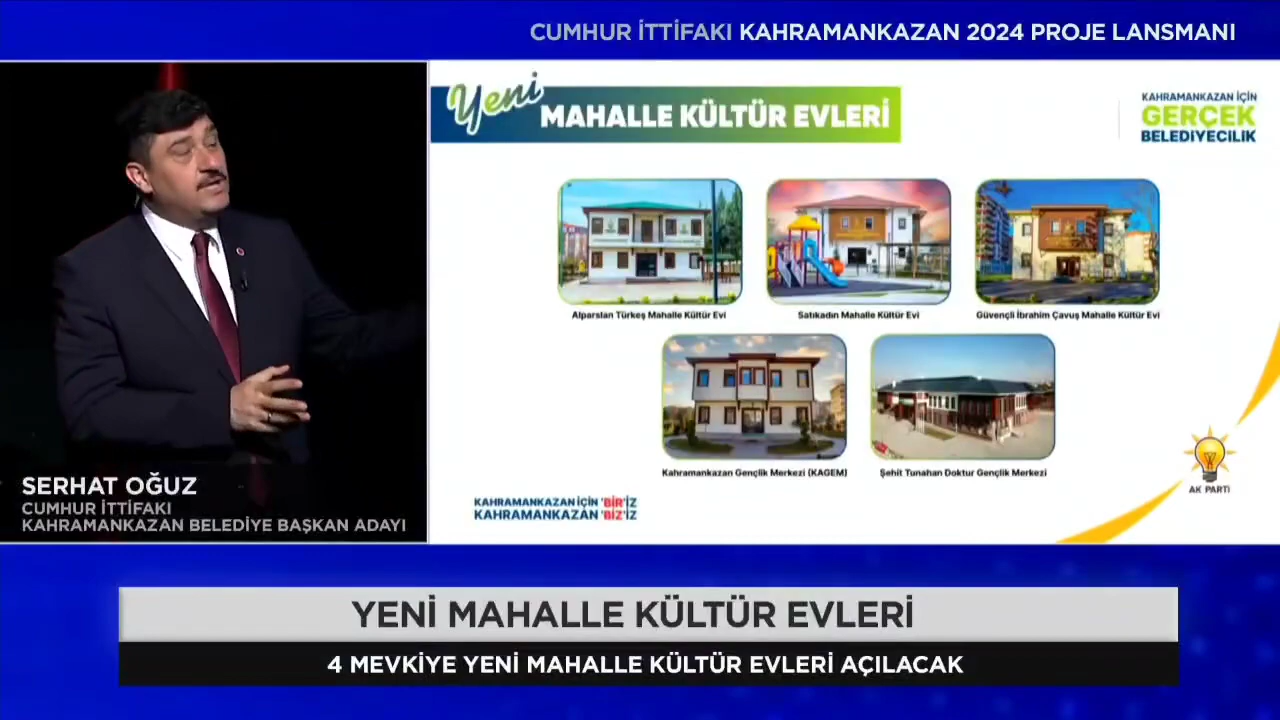 CUMHUR İTTİFAKI KAHRAMANKAZAN 2024 PROJE LANSMANI
Yeni MAHALLE KÜLTÜR EVLERİ
KAHRAMANKAZAN İÇİN
GERÇEK
BELEDİYECİLİK
Alparslan Türkeş Mahalle Kültür Evi
Satıkadın Mahalle Kültür Evi
Güvençli İbrahim Çavuş Mahalle Kültür Evi
Kahramankazan Gençlik Merkezi (KAGEM)
Şehit Tunahan Doktur Gençlik Merkezi
AK PARTİ
KAHRAMANKAZAN İÇİN 'BİR'İZ
KAHRAMANKAZAN 'BİZ'İZ
SERHAT OĞUZ
CUMHUR İTTİFAKI
KAHRAMANKAZAN BELEDİYE BAŞKAN ADAYI
YENİ MAHALLE KÜLTÜR EVLERİ
4 MEVKİYE YENİ MAHALLE KÜLTÜR EVLERİ AÇILACAK